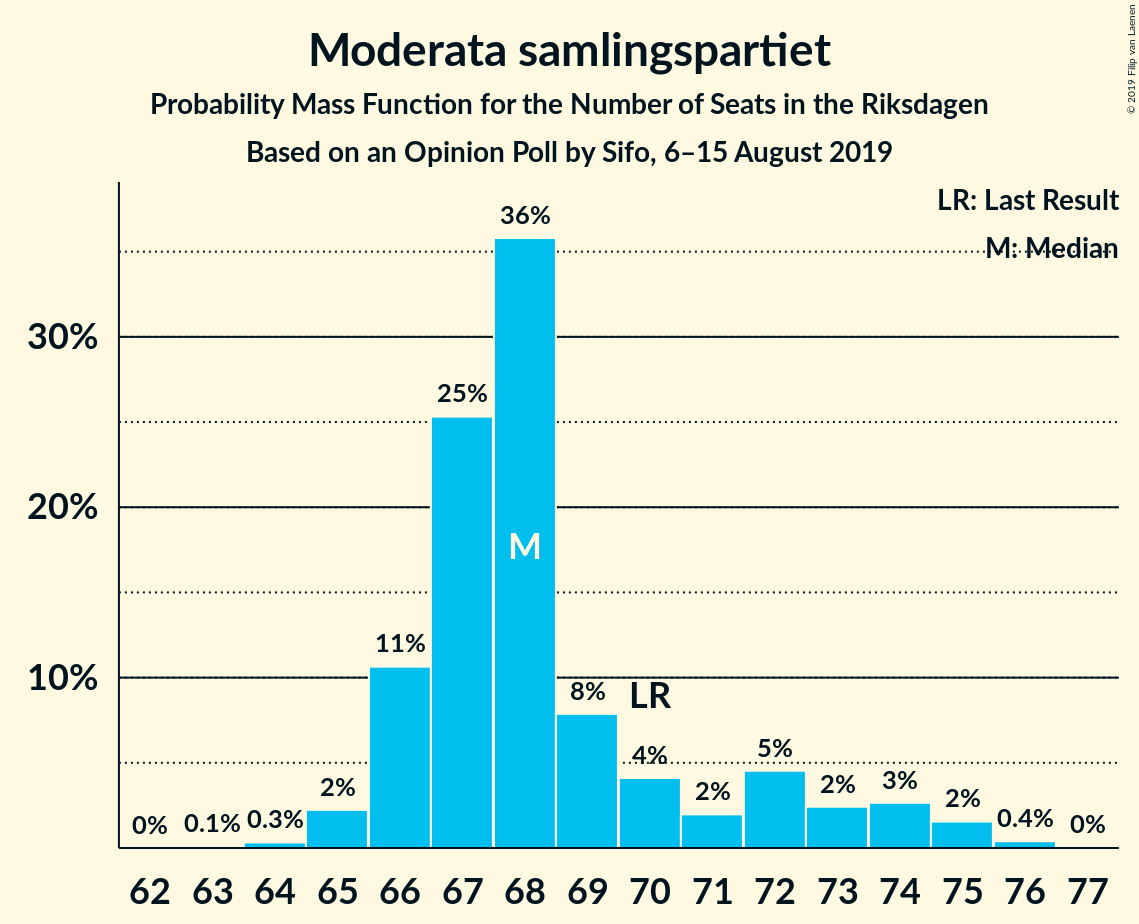 Moderata samlingspartiet
Probability Mass Function for the Number of Seats in the Riksdagen
Based on an Opinion Poll by Sifo, 6–15 August 2019
© 2019 Filip van Laenen
LR: Last Result
M: Median
30%
20%
10%
0%
0.1%
0.3%
2%
11%
25%
36%
M
8%
LR
4%
2%
5%
2%
3%
2%
0.4%
0%
62 63 64 65 66 67 68 69 70 71 72 73 74 75 76 77